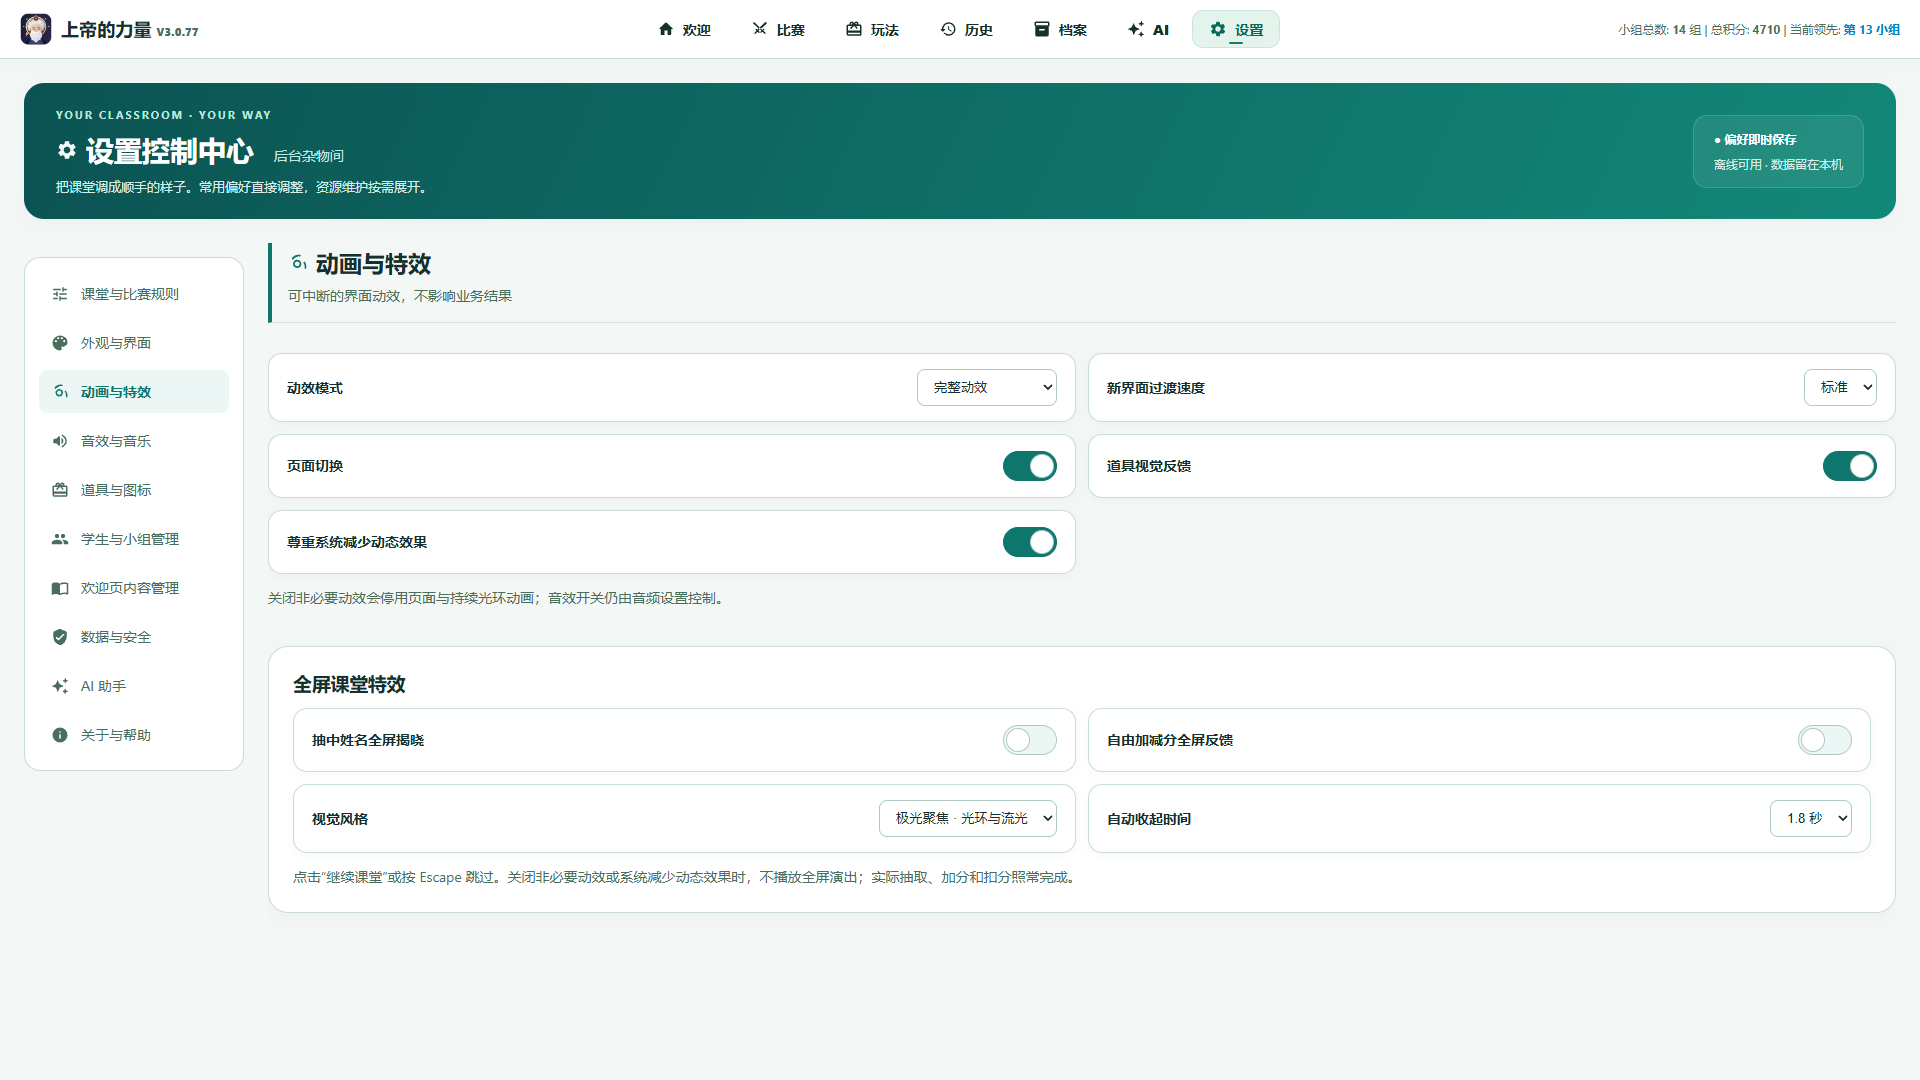 上帝的力量 V3.0.77
欢迎
比赛
玩法
历史
档案
AI
设置
小组总数: 14 组 | 总积分: 4710 | 当前领先: 第 13 小组
YOUR CLASSROOM · YOUR WAY
设置控制中心 后台杂物间
把课堂调成顺手的样子。常用偏好直接调整，资源维护按需展开。
● 偏好即时保存
离线可用 · 数据留在本机
课堂与比赛规则
外观与界面
动画与特效
音效与音乐
道具与图标
学生与小组管理
欢迎页内容管理
数据与安全
AI 助手
关于与帮助
动画与特效
可中断的界面动效，不影响业务结果
动效模式
完整动效
新界面过渡速度
标准
页面切换
道具视觉反馈
尊重系统减少动态效果
关闭非必要动效会停用页面与持续光环动画；音效开关仍由音频设置控制。
全屏课堂特效
抽中姓名全屏揭晓
自由加减分全屏反馈
视觉风格
极光聚焦 · 光环与流光
自动收起时间
1.8 秒
点击“继续课堂”或按 Escape 跳过。关闭非必要动效或系统减少动态效果时，不播放全屏演出；实际抽取、加分和扣分照常完成。